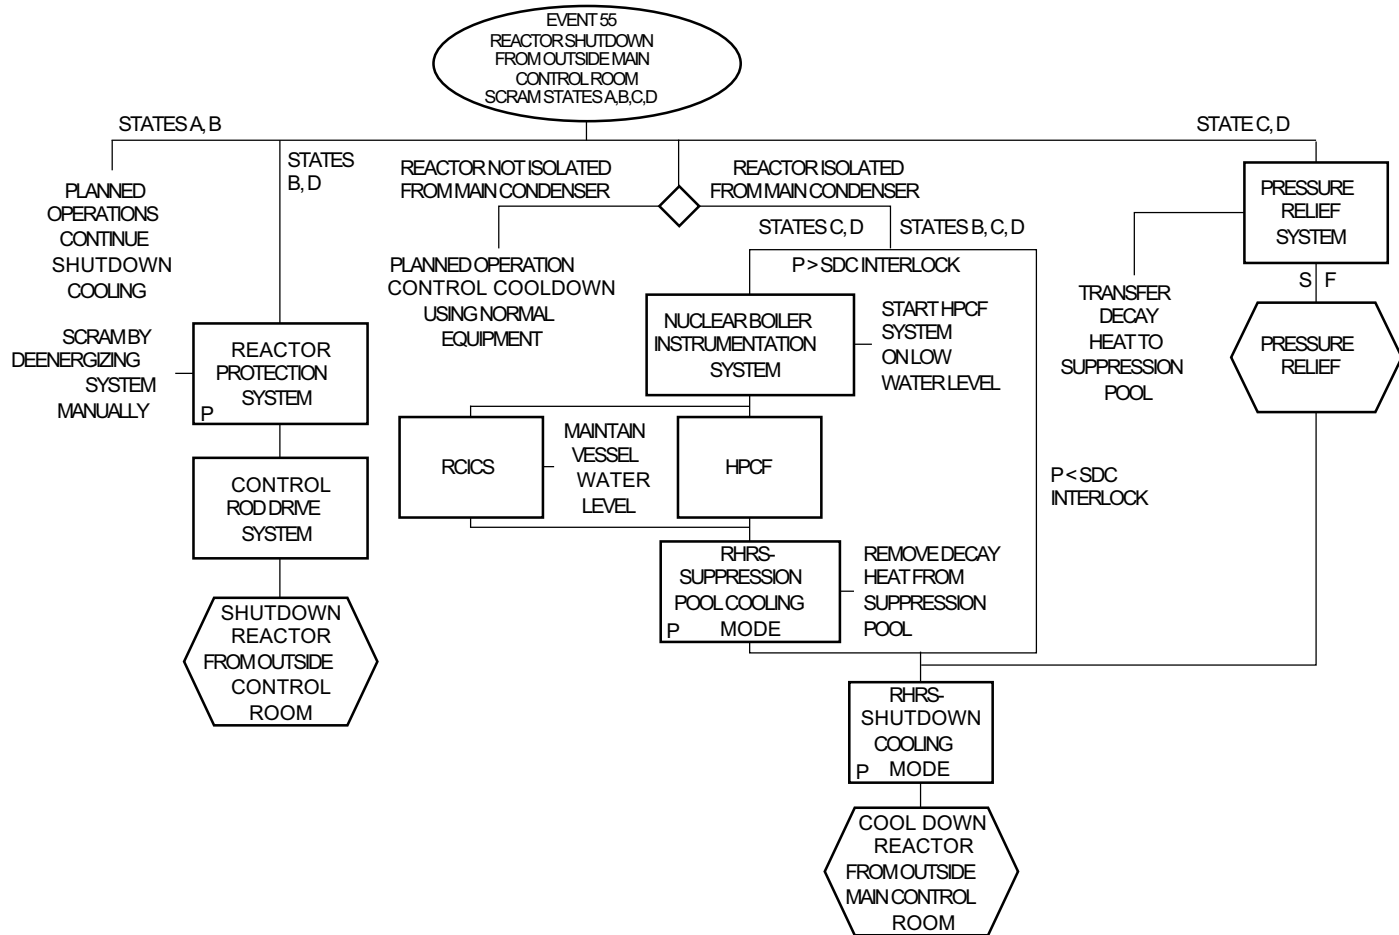 EVENT 55
REACTOR SHUTDOWN
FROM OUTSIDE MAIN
CONTROL ROOM
SCRAM STATES A,B,C,D
STATES A, B
STATE C, D
STATES
B, D
PLANNED
OPERATIONS
CONTINUE
SHUTDOWN
COOLING
REACTOR NOT ISOLATED
FROM MAIN CONDENSER
REACTOR ISOLATED
FROM MAIN CONDENSER
PRESSURE
RELIEF
SYSTEM
STATES C, D
STATES B, C, D
PLANNED OPERATION
CONTROL COOLDOWN
USING NORMAL
EQUIPMENT
P > SDC INTERLOCK
S F
TRANSFER
DECAY
HEAT TO
SUPPRESSION
POOL
PRESSURE
RELIEF
SCRAM BY
DEENERGIZING
SYSTEM
MANUALLY
REACTOR
PROTECTION
SYSTEM
P
NUCLEAR BOILER
INSTRUMENTATION
SYSTEM
START HPCF
SYSTEM
ON LOW
WATER LEVEL
RCICS
MAINTAIN
VESSEL
WATER
LEVEL
HPCF
P < SDC
INTERLOCK
CONTROL
ROD DRIVE
SYSTEM
RHRS-
SUPPRESSION
POOL COOLING
P MODE
REMOVE DECAY
HEAT FROM
SUPPRESSION
POOL
SHUTDOWN
REACTOR
FROM OUTSIDE
CONTROL
ROOM
RHRS-
SHUTDOWN
COOLING
P MODE
COOL DOWN
REACTOR
FROM OUTSIDE
MAIN CONTROL
ROOM